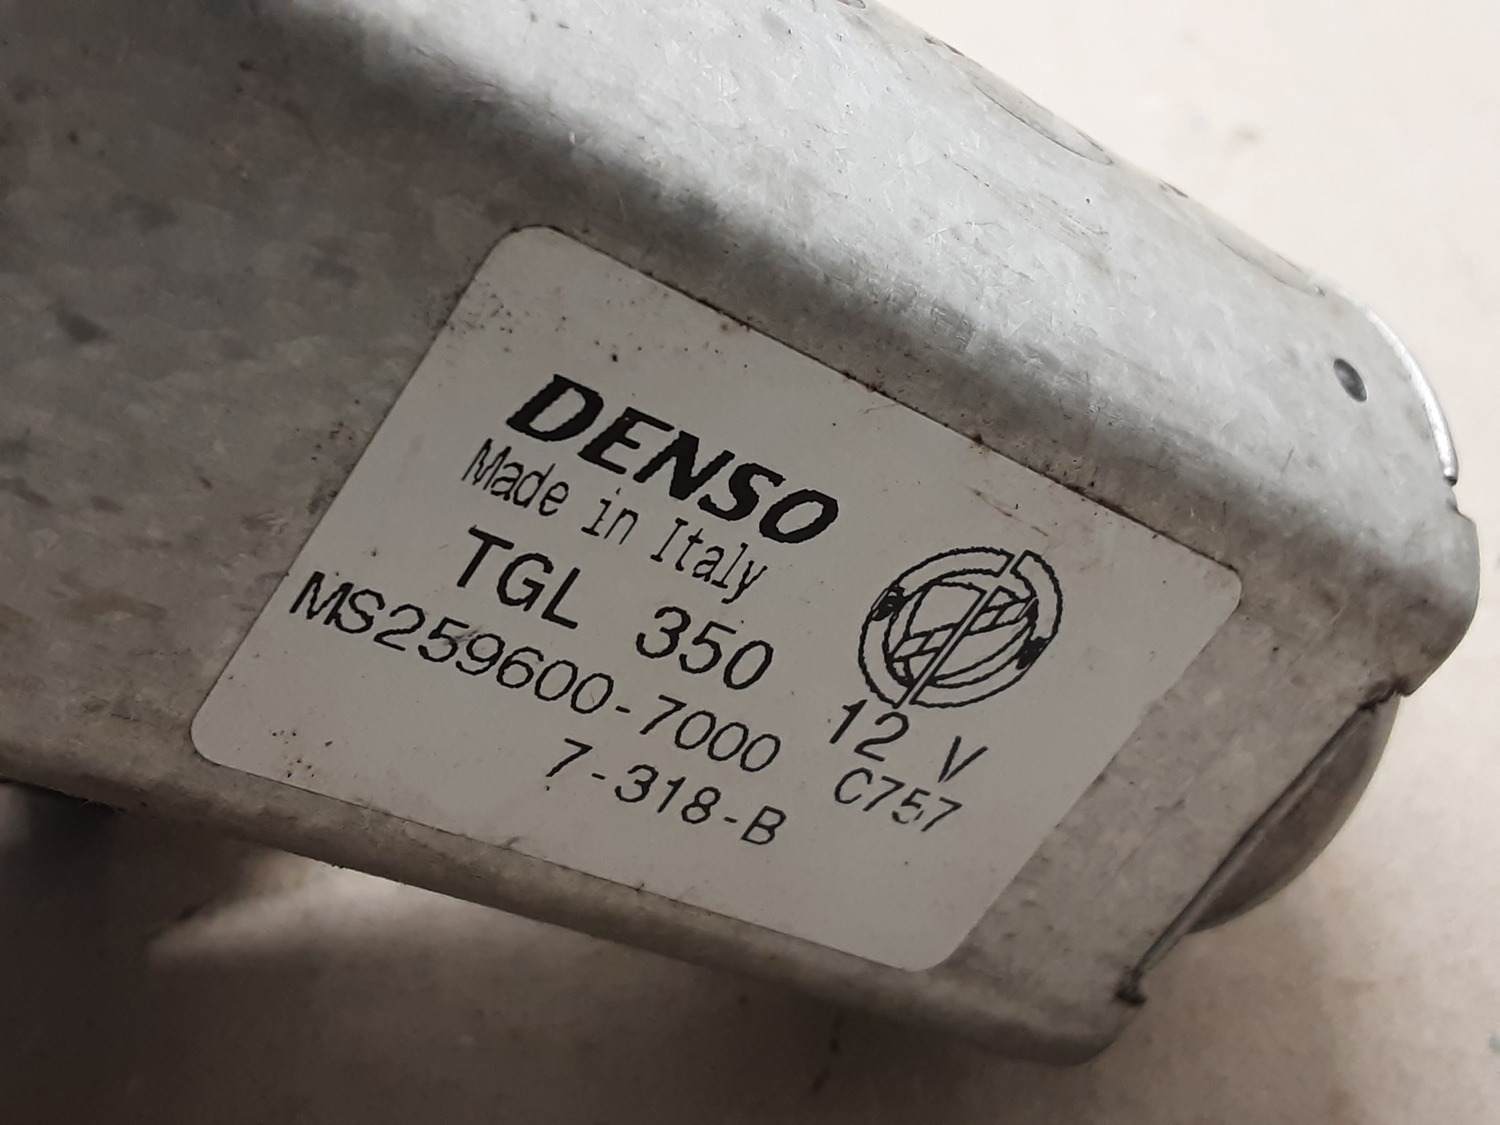 DENSO
Made in Italy
TGL 350
MS259600-7000 12 V
7-318-B C757